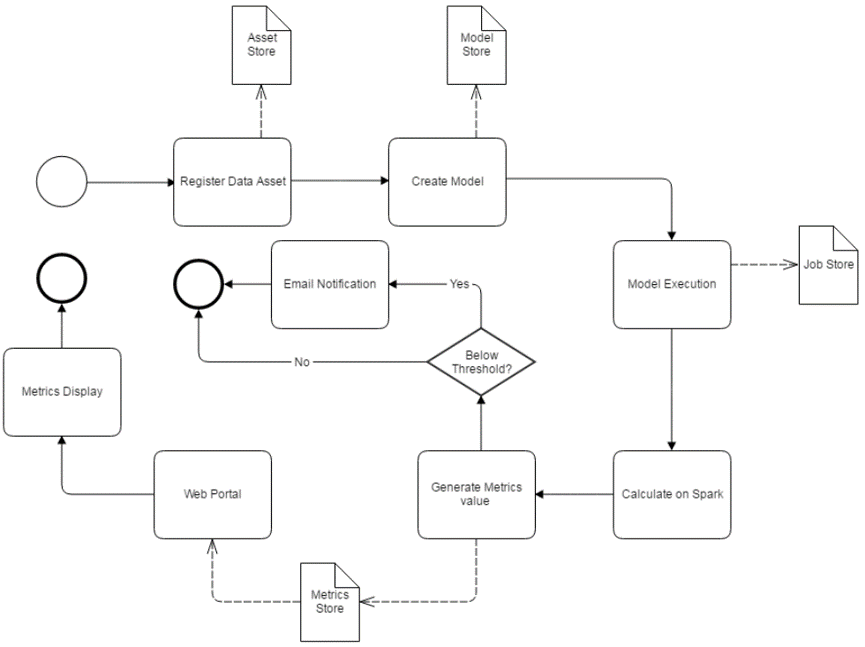 Asset
Store
Model
Store
Register Data Asset
Create Model
Job Store
Model Execution
Email Notification
Yes
Below
Threshold?
No
Metrics Display
Web Portal
Generate Metrics
value
Calculate on Spark
Metrics
Store